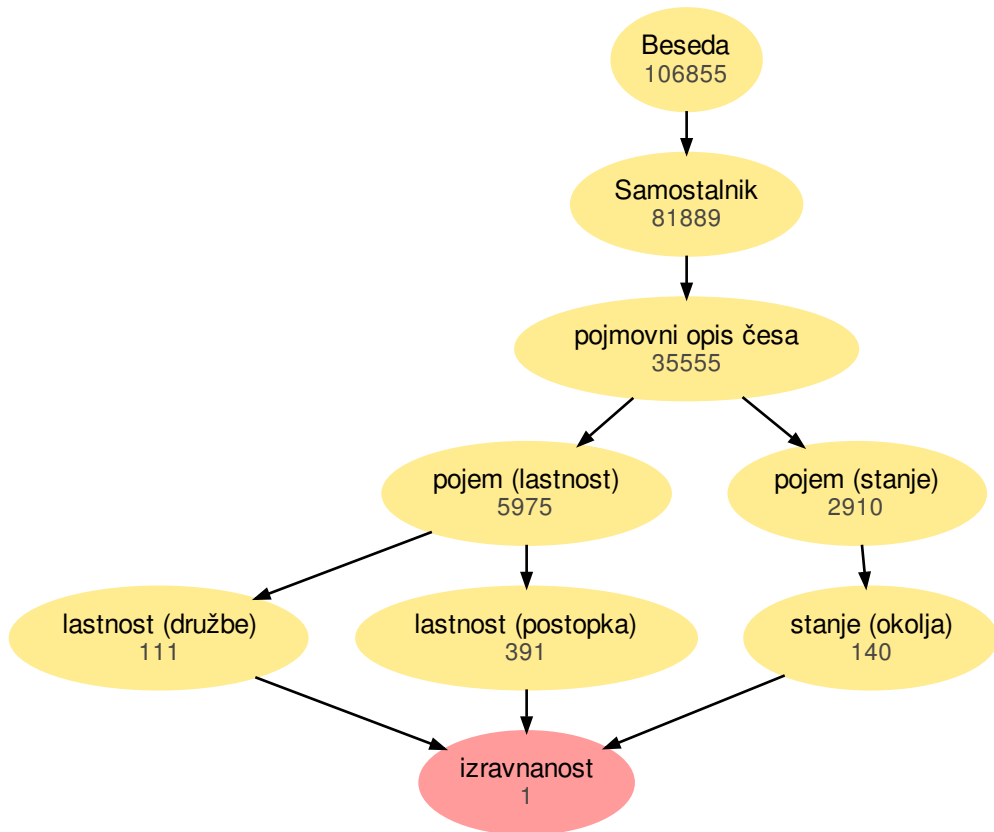 Beseda
106855
Samostalnik
81889
pojmovni opis česa
35555
pojem (lastnost)
5975
pojem (stanje)
2910
lastnost (družbe)
111
lastnost (postopka)
391
stanje (okolja)
140
izravnanost
1